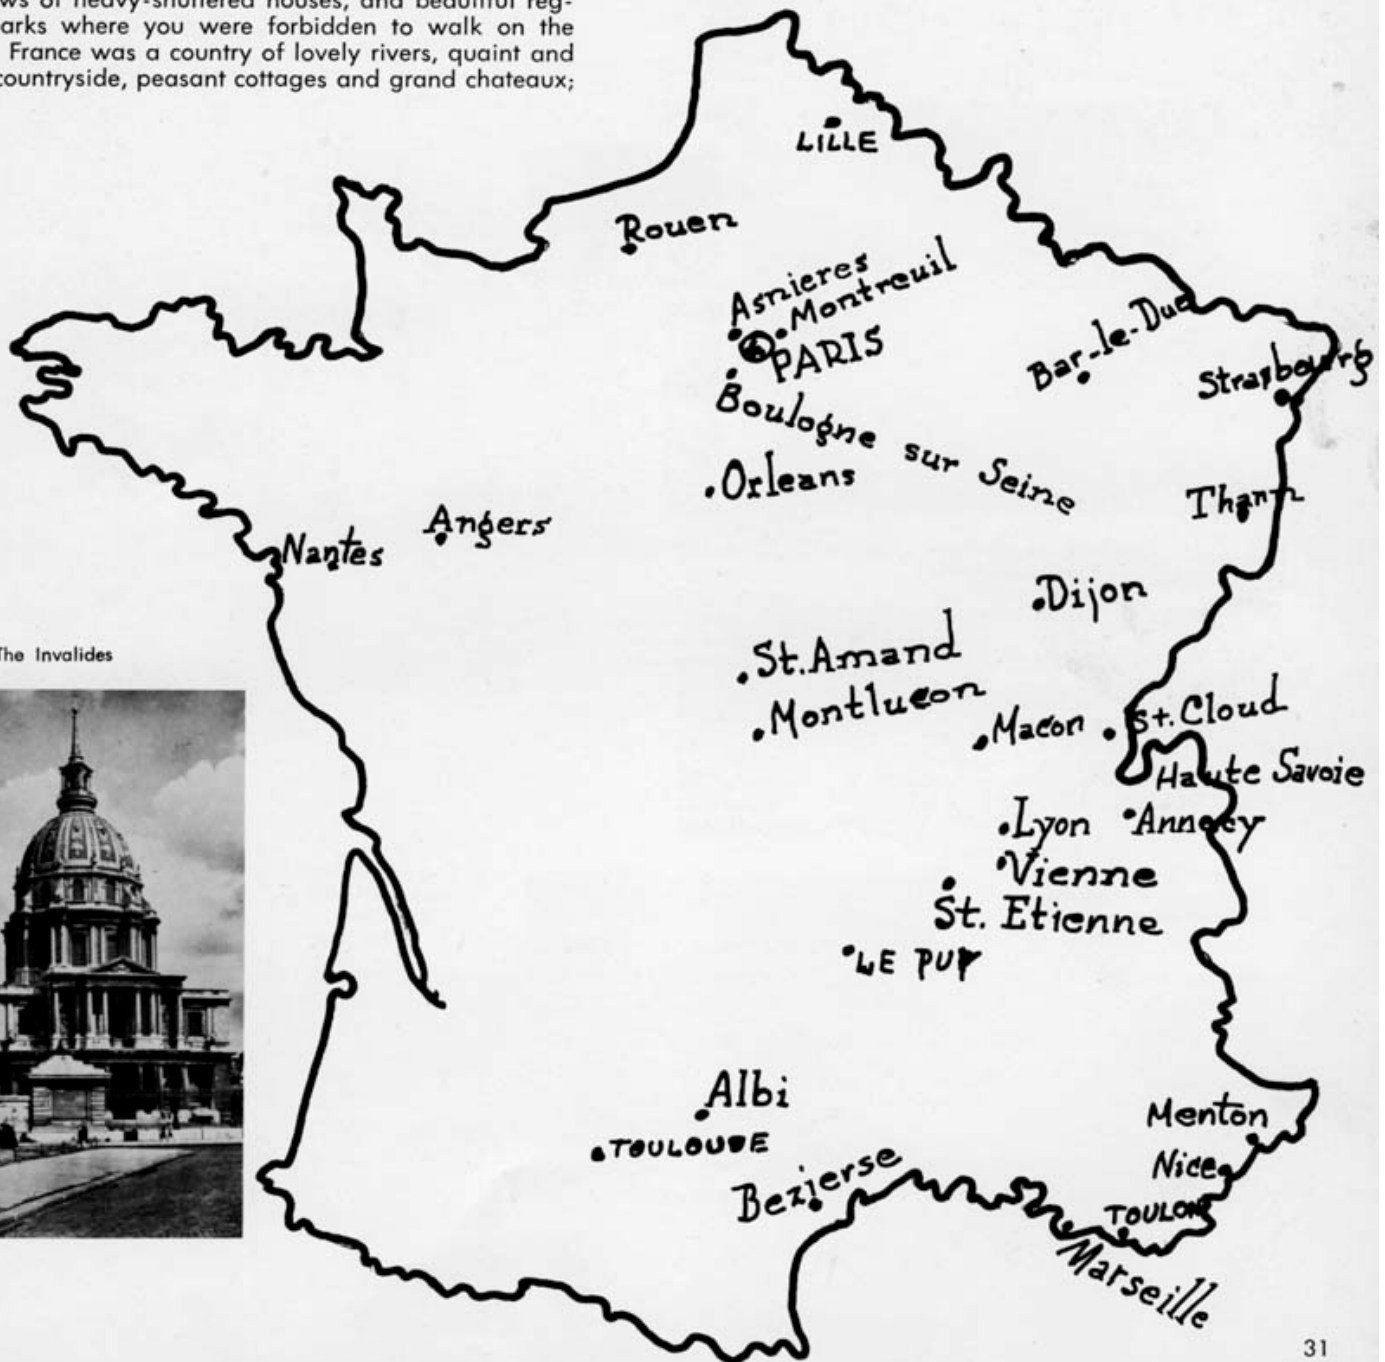 ws of heavy-shuttered houses, and beautiful reg-
arks where you were forbidden to walk on the
France was a country of lovely rivers, quaint and
countryside, peasant cottages and grand chateaux;
LILLE
Rouen
Asnieres
Montreuil
PARIS
Bar-le-Duc
Strasbourg
Boulogne sur Seine
Orleans
Thann
Angers
Nantes
Dijon
The Invalides
St. Amand
Montlucon
Macon
St. Cloud
Haute Savoie
Lyon
Annecy
Vienne
St. Etienne
LE PUY
Albi
TOULOUSE
Bezierse
Menton
Nice
TOULON
Marseille
31